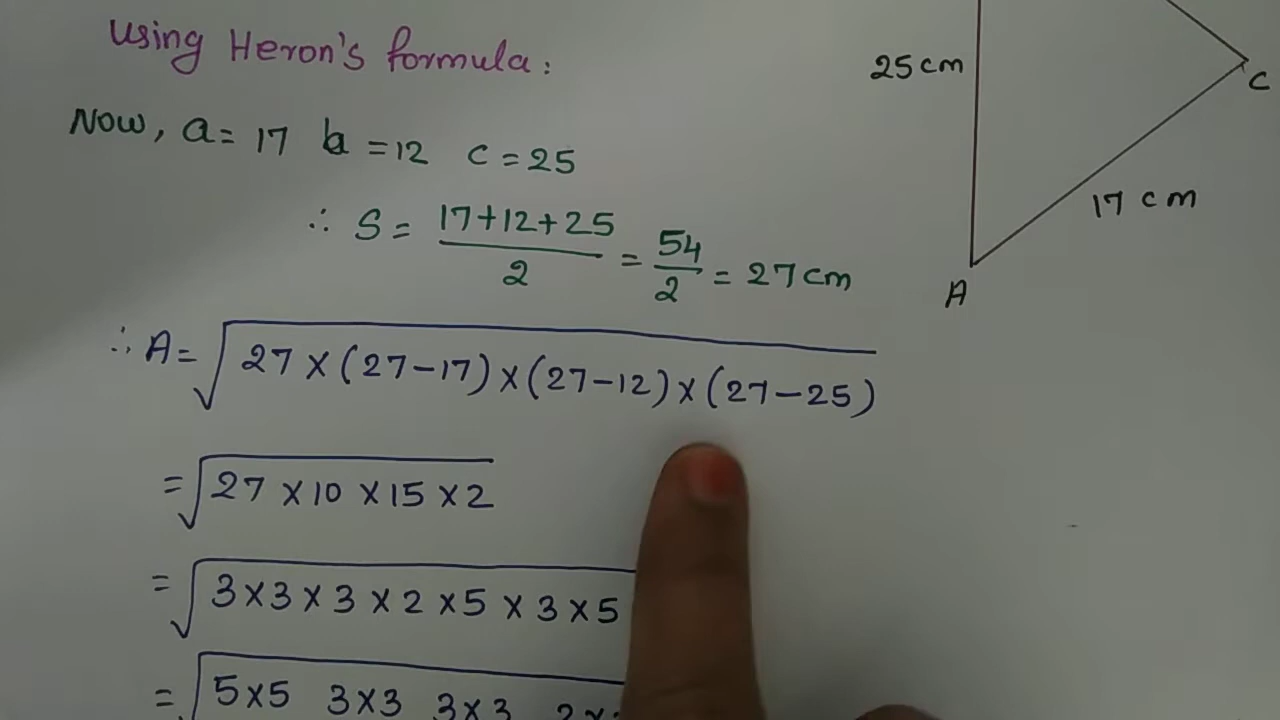 Using Heron's formula:
Now, a = 17 b = 12 c = 25
∴ S = 17+12+25/2 = 54/2 = 27 cm
∴ A = √27 × (27-17) × (27-12) × (27-25)
= √27 × 10 × 15 × 2
= √3 × 3 × 3 × 2 × 5 × 3 × 5
= √5×5 3×3 3×3
25 cm
C
17 cm
A